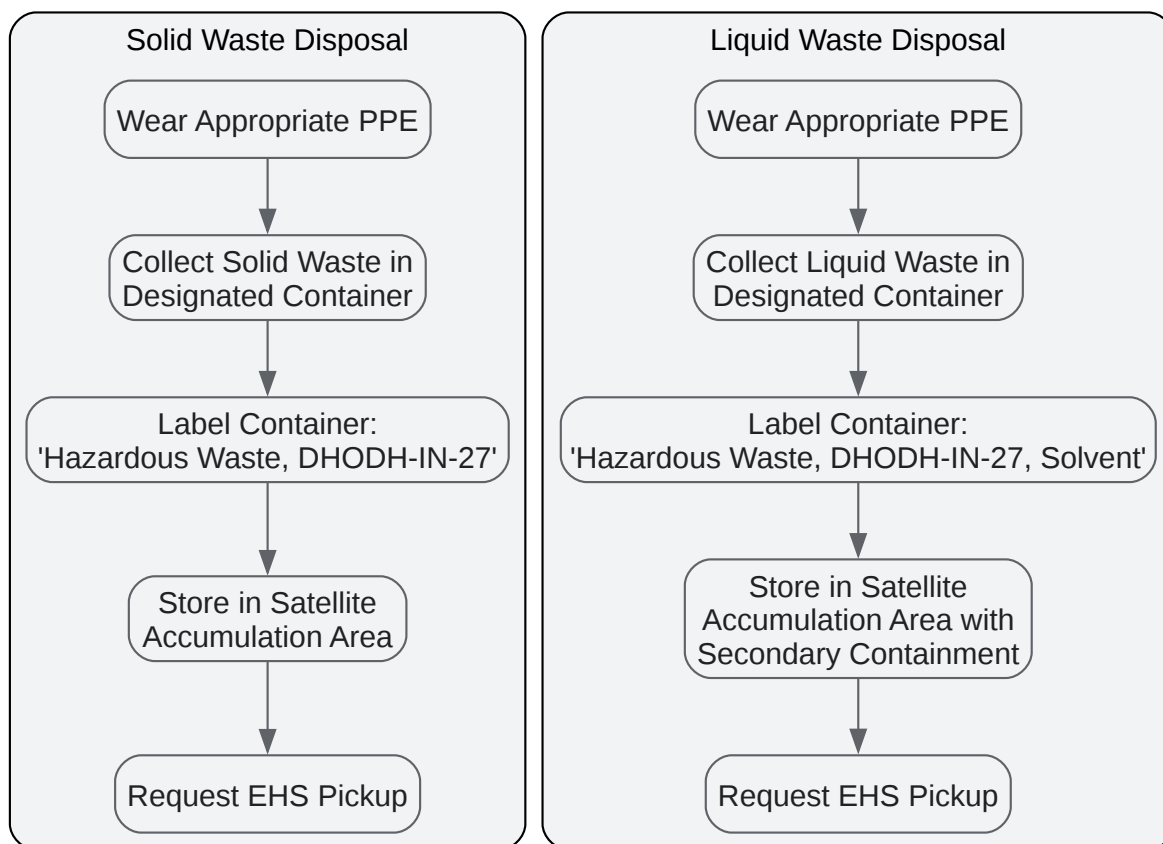 Solid Waste Disposal
Wear Appropriate PPE
Collect Solid Waste in
Designated Container
Label Container:
'Hazardous Waste, DHODH-IN-27'
Store in Satellite
Accumulation Area
Request EHS Pickup
Liquid Waste Disposal
Wear Appropriate PPE
Collect Liquid Waste in
Designated Container
Label Container:
'Hazardous Waste, DHODH-IN-27, Solvent'
Store in Satellite
Accumulation Area with
Secondary Containment
Request EHS Pickup